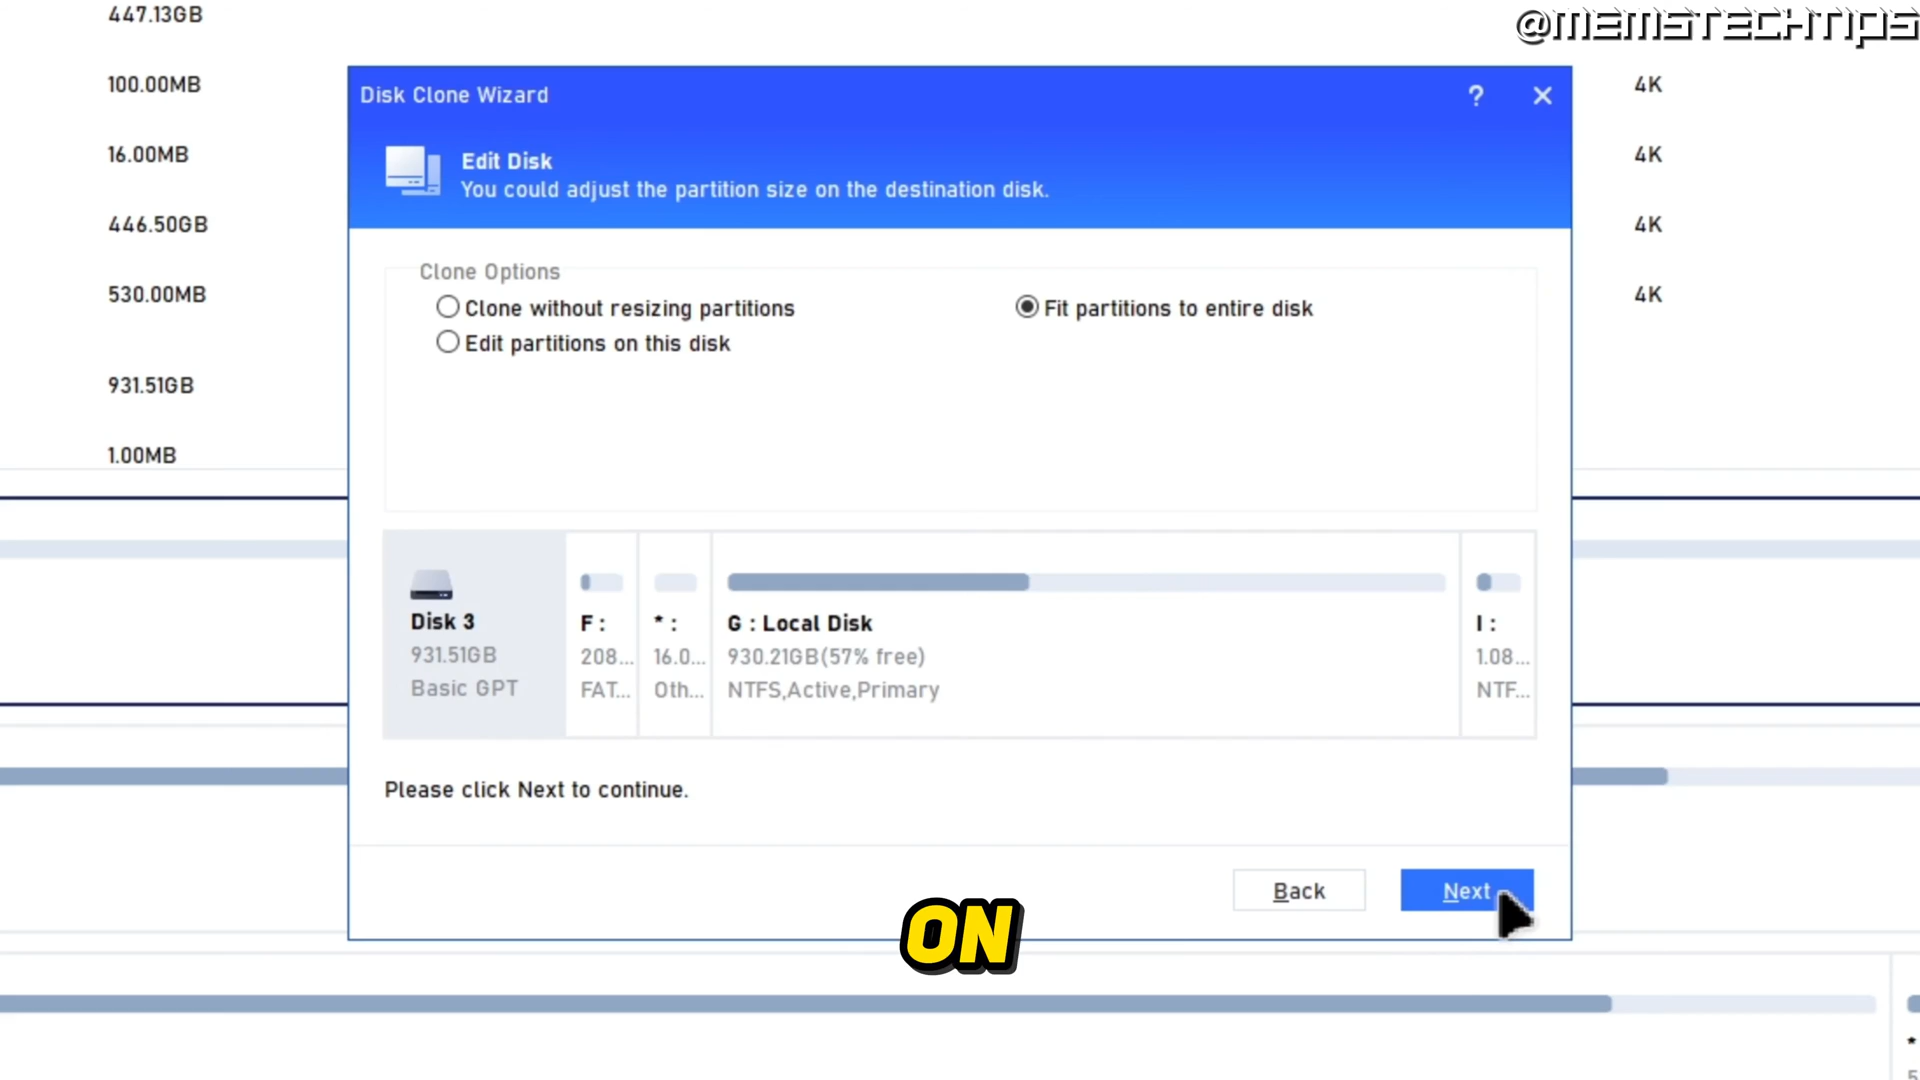 447.13GB
@MEMSTECHTIPS
100.00MB
4K
16.00MB
4K
446.50GB
4K
530.00MB
4K
931.51GB
1.00MB
Disk Clone Wizard
?
Edit Disk
You could adjust the partition size on the destination disk.
Clone Options
Clone without resizing partitions
Fit partitions to entire disk
Edit partitions on this disk
Disk 3
931.51GB
Basic GPT
F :
208...
FAT...
* :
16.0...
Oth...
G : Local Disk
930.21GB(57% free)
NTFS,Active,Primary
I :
1.08...
NTF...
Please click Next to continue.
Back
Next
ON
*